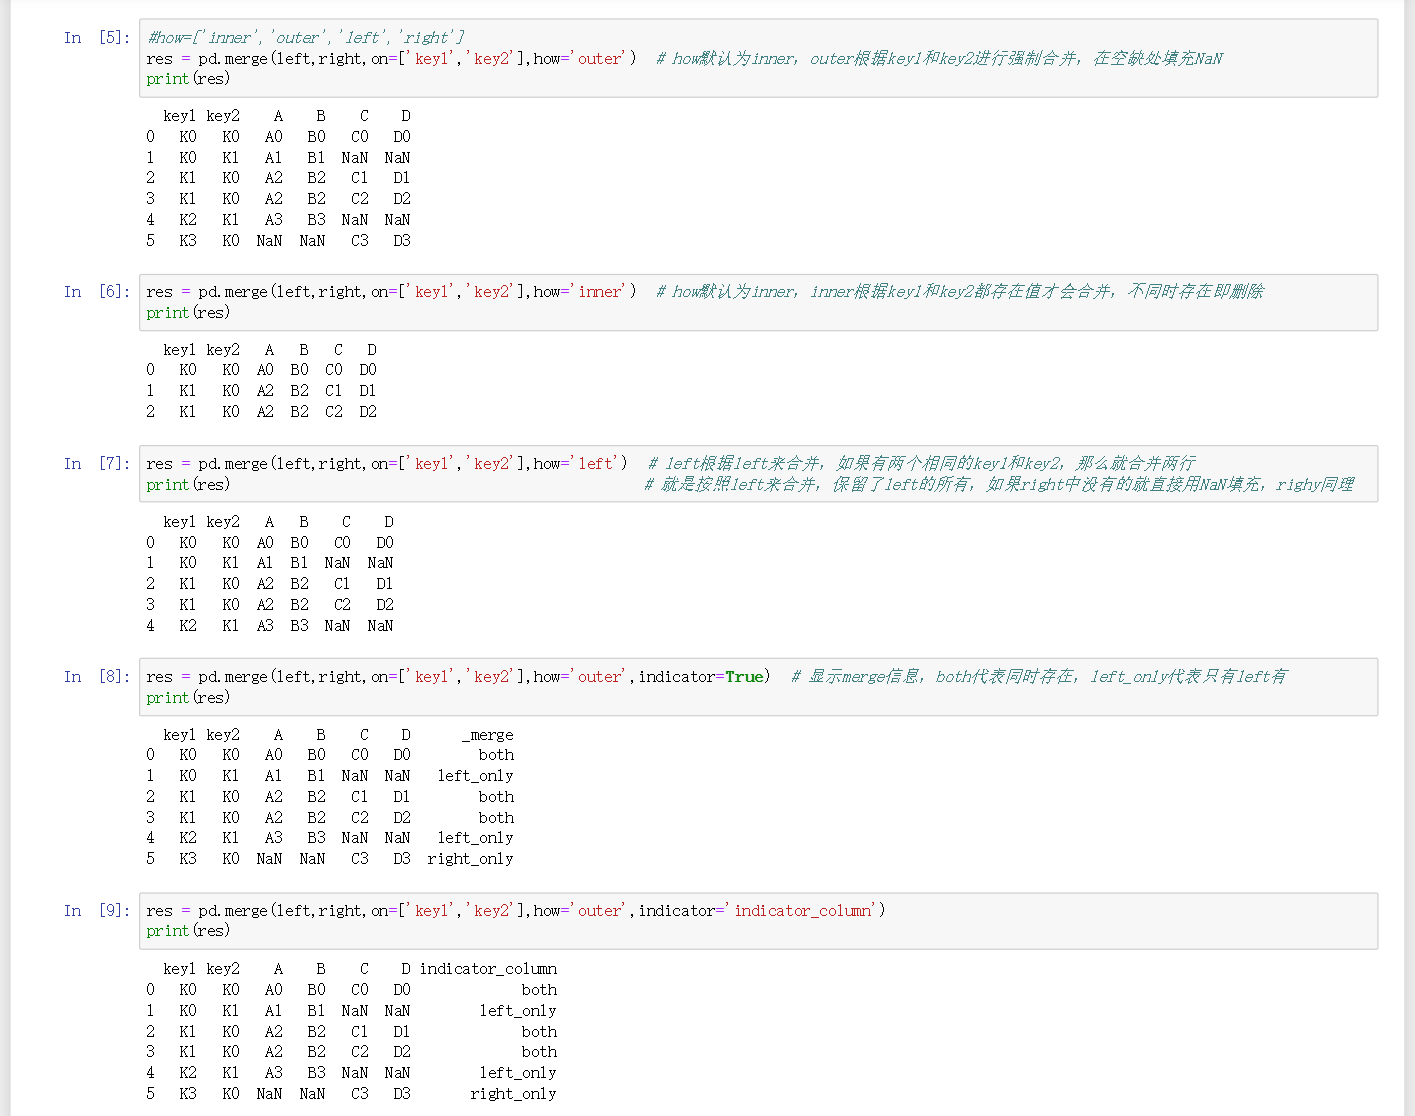 In [5]: #how=['inner','outer','left','right']
res = pd.merge(left,right,on=['key1','key2'],how='outer')  # how默认为inner，outer根据key1和key2进行强制合并，在空缺处填充NaN
print(res)
key1 key2 A B C D
0 K0 K0 A0 B0 C0 D0
1 K0 K1 A1 B1 NaN NaN
2 K1 K0 A2 B2 C1 D1
3 K1 K0 A2 B2 C2 D2
4 K2 K1 A3 B3 NaN NaN
5 K3 K0 NaN NaN C3 D3
In [6]: res = pd.merge(left,right,on=['key1','key2'],how='inner')  # how默认为inner，inner根据key1和key2都存在值才会合并，不同时存在即删除
print(res)
key1 key2 A B C D
0 K0 K0 A0 B0 C0 D0
1 K1 K0 A2 B2 C1 D1
2 K1 K0 A2 B2 C2 D2
In [7]: res = pd.merge(left,right,on=['key1','key2'],how='left')  # left根据left来合并，如果有两个相同的key1和key2，那么就合并两行
print(res) # 就是按照left来合并，保留了left的所有，如果right中没有的就直接用NaN填充，righy同理
key1 key2 A B C D
0 K0 K0 A0 B0 C0 D0
1 K0 K1 A1 B1 NaN NaN
2 K1 K0 A2 B2 C1 D1
3 K1 K0 A2 B2 C2 D2
4 K2 K1 A3 B3 NaN NaN
In [8]: res = pd.merge(left,right,on=['key1','key2'],how='outer',indicator=True)  # 显示merge信息，both代表同时存在，left_only代表只有left有
print(res)
key1 key2 A B C D _merge
0 K0 K0 A0 B0 C0 D0 both
1 K0 K1 A1 B1 NaN NaN left_only
2 K1 K0 A2 B2 C1 D1 both
3 K1 K0 A2 B2 C2 D2 both
4 K2 K1 A3 B3 NaN NaN left_only
5 K3 K0 NaN NaN C3 D3 right_only
In [9]: res = pd.merge(left,right,on=['key1','key2'],how='outer',indicator='indicator_column')
print(res)
key1 key2 A B C D indicator_column
0 K0 K0 A0 B0 C0 D0 both
1 K0 K1 A1 B1 NaN NaN left_only
2 K1 K0 A2 B2 C1 D1 both
3 K1 K0 A2 B2 C2 D2 both
4 K2 K1 A3 B3 NaN NaN left_only
5 K3 K0 NaN NaN C3 D3 right_only